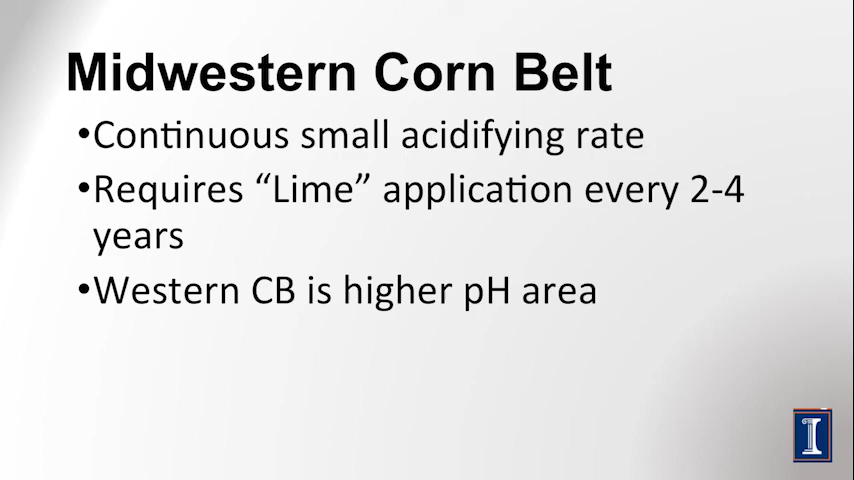 Midwestern Corn Belt
•Continuous small acidifying rate
•Requires “Lime” application every 2-4
years
•Western CB is higher pH area
I